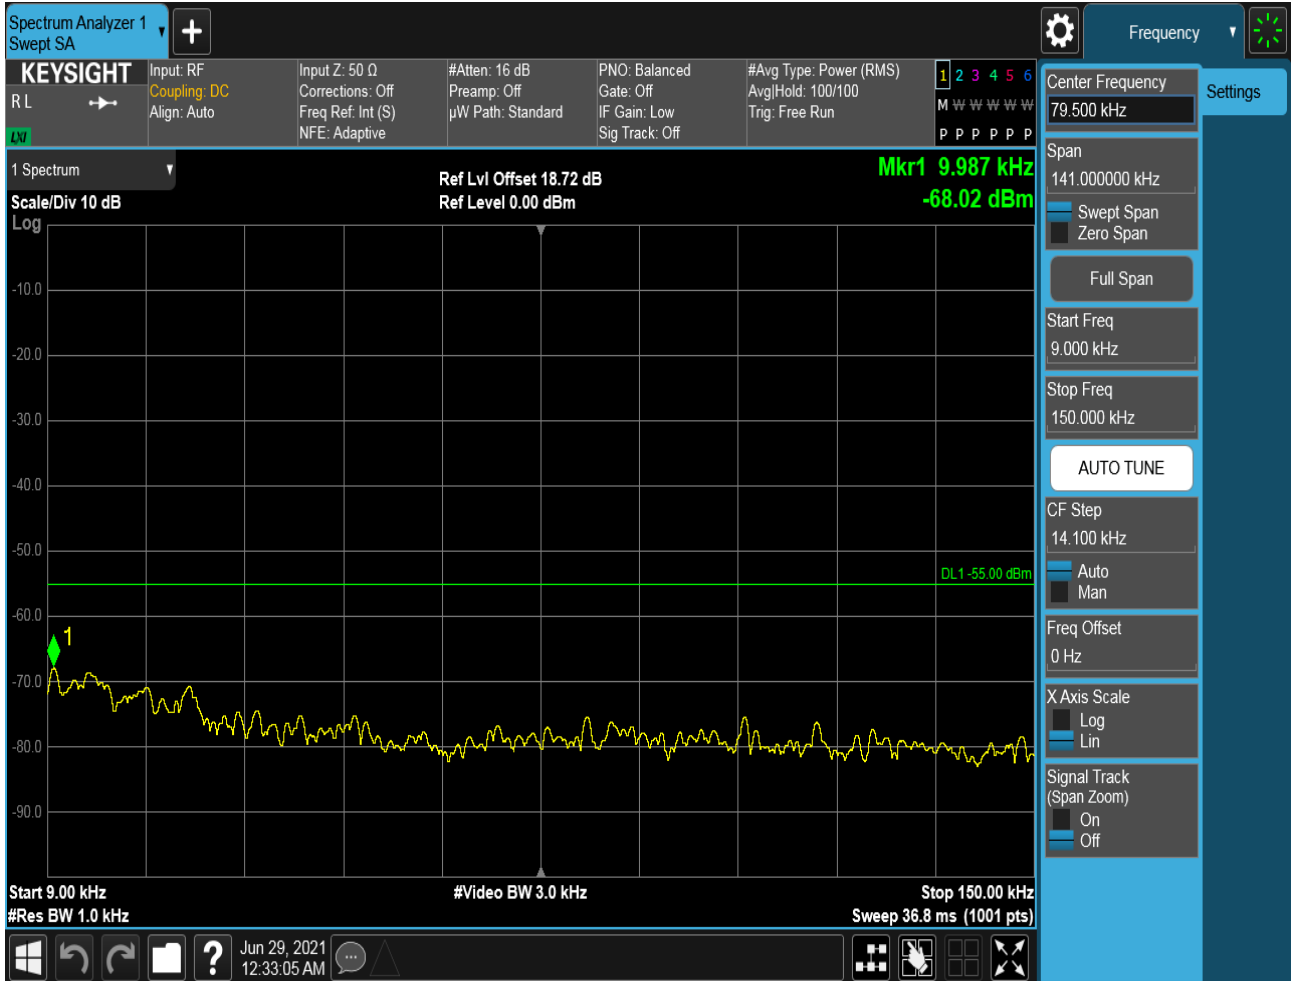 Spectrum Analyzer 1
Swept SA
+
Frequency
KEYSIGHT
R L
LXI
Input: RF
Coupling: DC
Align: Auto
Input Z: 50 Ω
Corrections: Off
Freq Ref: Int (S)
NFE: Adaptive
#Atten: 16 dB
Preamp: Off
µW Path: Standard
PNO: Balanced
Gate: Off
IF Gain: Low
Sig Track: Off
#Avg Type: Power (RMS)
Avg|Hold: 100/100
Trig: Free Run
1 2 3 4 5 6
M W W W W W
P P P P P P
1 Spectrum
Scale/Div 10 dB
Log
Ref Lvl Offset 18.72 dB
Ref Level 0.00 dBm
Mkr1 9.987 kHz
-68.02 dBm
-10.0
-20.0
-30.0
-40.0
-50.0
DL1 -55.00 dBm
-60.0
1
-70.0
-80.0
-90.0
Start 9.00 kHz
#Video BW 3.0 kHz
Stop 150.00 kHz
#Res BW 1.0 kHz
Sweep 36.8 ms (1001 pts)
?
Jun 29, 2021
12:33:05 AM
Center Frequency
79.500 kHz
Settings
Span
141.000000 kHz
Swept Span
Zero Span
Full Span
Start Freq
9.000 kHz
Stop Freq
150.000 kHz
AUTO TUNE
CF Step
14.100 kHz
Auto
Man
Freq Offset
0 Hz
X Axis Scale
Log
Lin
Signal Track
(Span Zoom)
On
Off